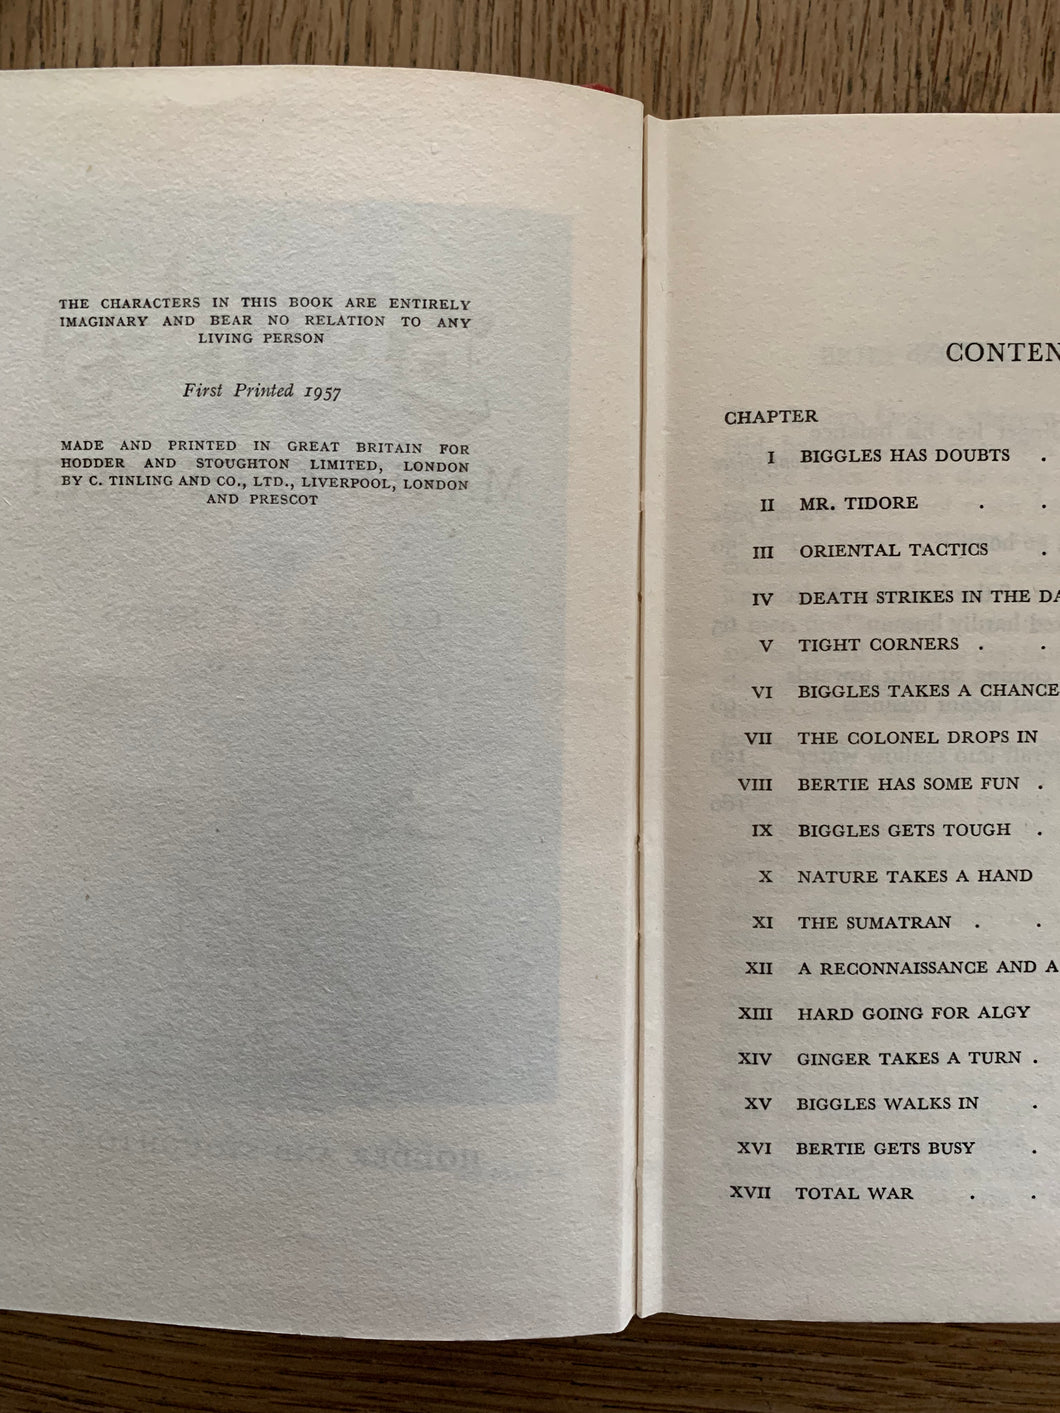 THE CHARACTERS IN THIS BOOK ARE ENTIRELY
IMAGINARY AND BEAR NO RELATION TO ANY
LIVING PERSON
First Printed 1957
MADE AND PRINTED IN GREAT BRITAIN FOR
HODDER AND STOUGHTON LIMITED, LONDON
BY C. TINLING AND CO., LTD., LIVERPOOL, LONDON
AND PRESCOT
CONTEN
CHAPTER
I BIGGLES HAS DOUBTS .
II MR. TIDORE . .
III ORIENTAL TACTICS .
IV DEATH STRIKES IN THE DA
V TIGHT CORNERS . .
VI BIGGLES TAKES A CHANCE
VII THE COLONEL DROPS IN
VIII BERTIE HAS SOME FUN .
IX BIGGLES GETS TOUGH .
X NATURE TAKES A HAND
XI THE SUMATRAN . .
XII A RECONNAISSANCE AND A
XIII HARD GOING FOR ALGY
XIV GINGER TAKES A TURN .
XV BIGGLES WALKS IN .
XVI BERTIE GETS BUSY .
XVII TOTAL WAR . .